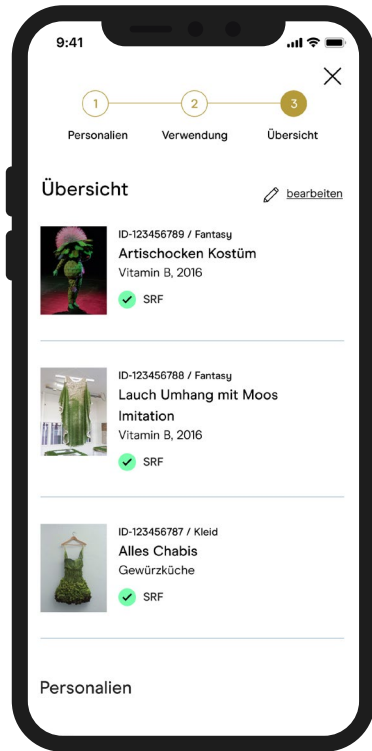 9:41
1 2 3
Personalien Verwendung Übersicht
Übersicht
bearbeiten
ID-123456789 / Fantasy
Artischocken Kostüm
Vitamin B, 2016
SRF
ID-123456788 / Fantasy
Lauch Umhang mit Moos
Imitation
Vitamin B, 2016
SRF
ID-123456787 / Kleid
Alles Chabis
Gewürzküche
SRF
Personalien